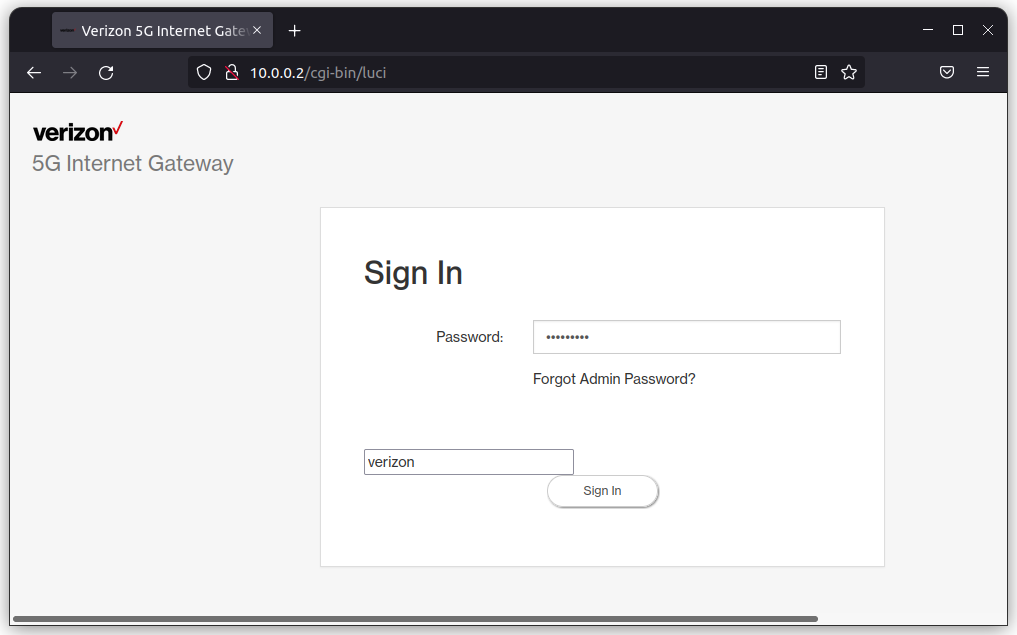 Verizon 5G Internet Gate
10.0.0.2/cgi-bin/luci
verizon
5G Internet Gateway
Sign In
Password:
•••••••••
Forgot Admin Password?
verizon
Sign In